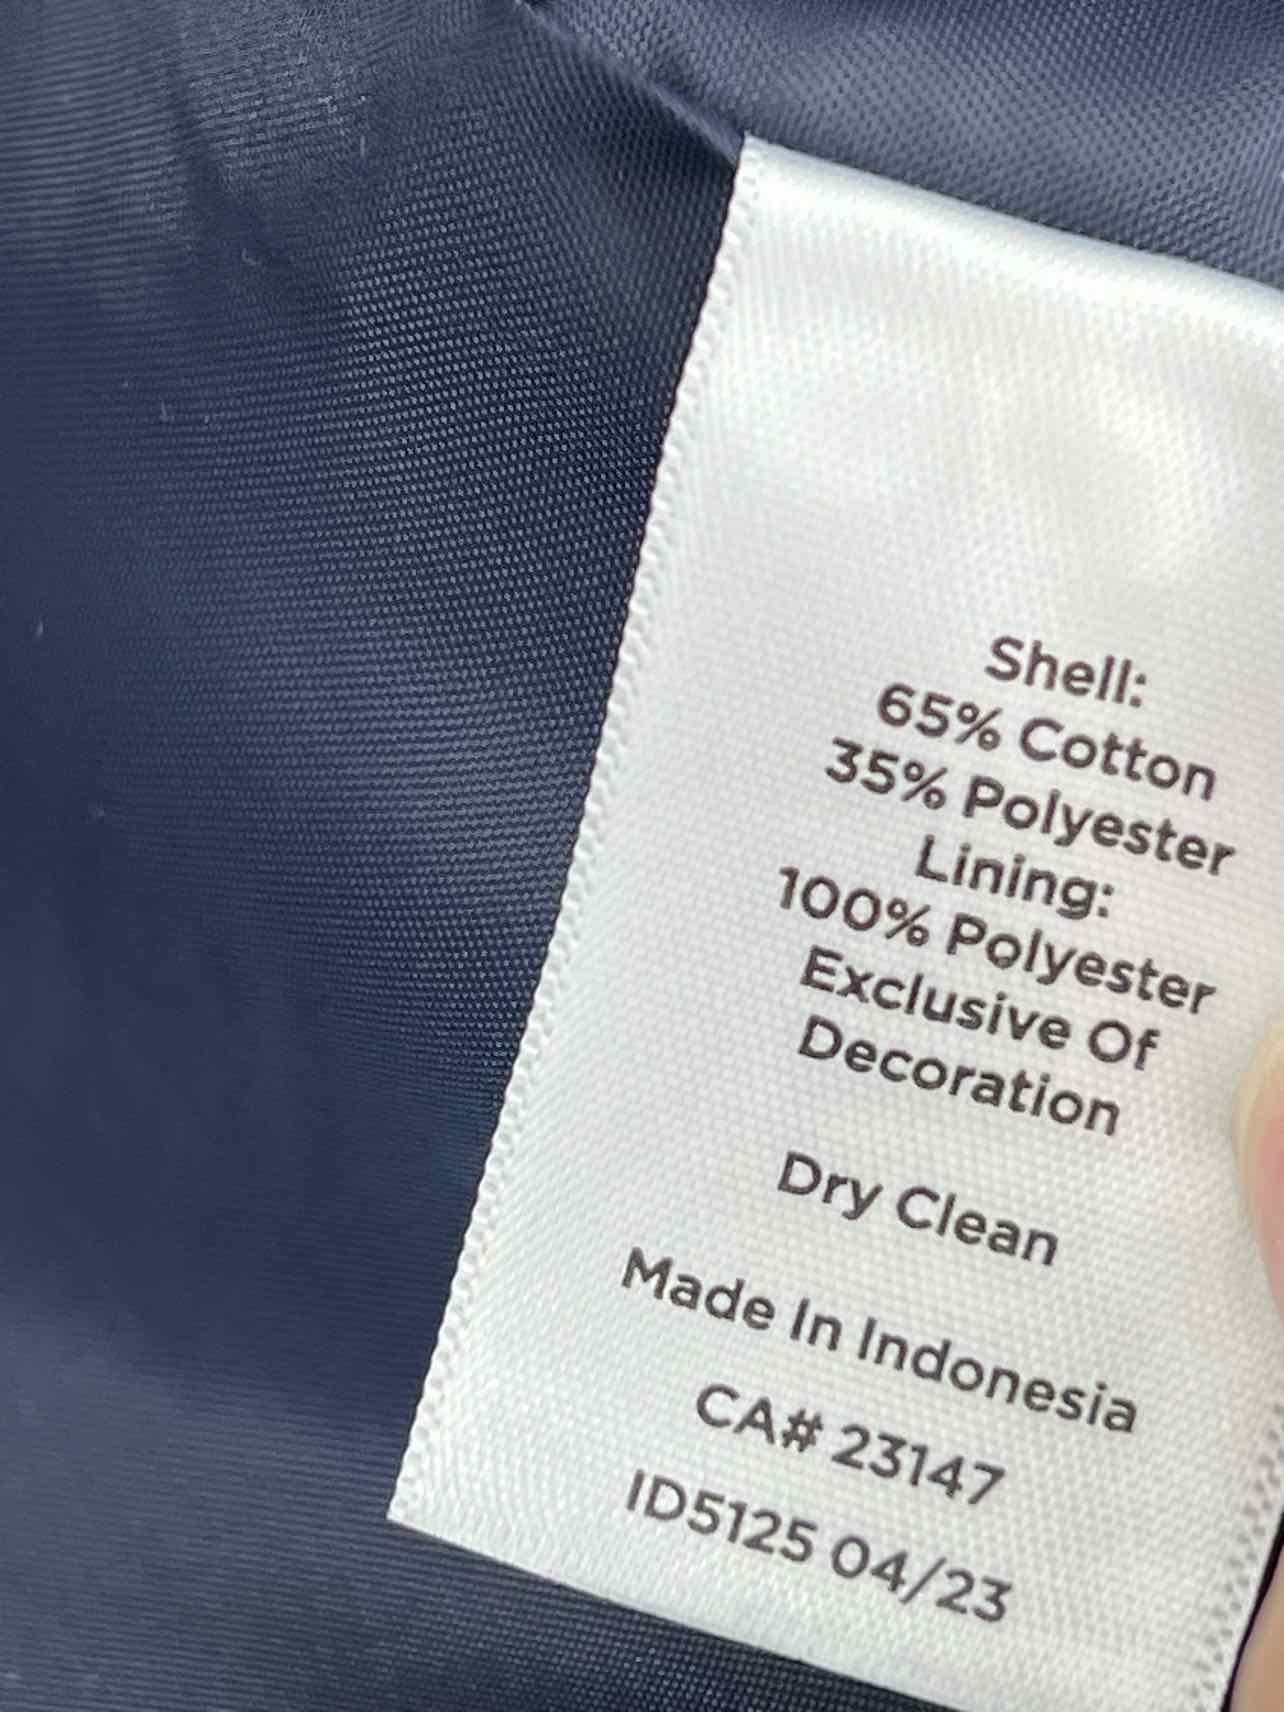 Shell:
65% Cotton
35% Polyester
Lining:
100% Polyester
Exclusive Of
Decoration
Dry Clean
Made In Indonesia
CA# 23147
ID5125 04/23